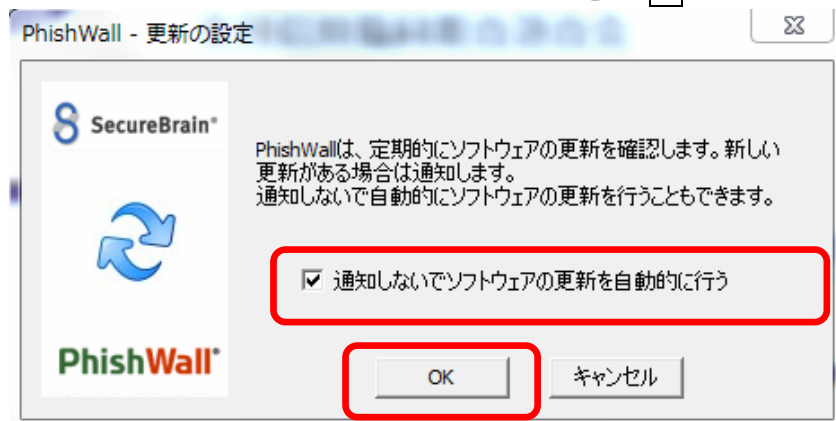 PhishWall - 更新の設定
SecureBrain
PhishWallは、定期的にソフトウェアの更新を確認します。新しい
更新がある場合は通知します。
通知しないで自動的にソフトウェアの更新を行うこともできます。
通知しないでソフトウェアの更新を自動的に行う
PhishWall
OK
キャンセル